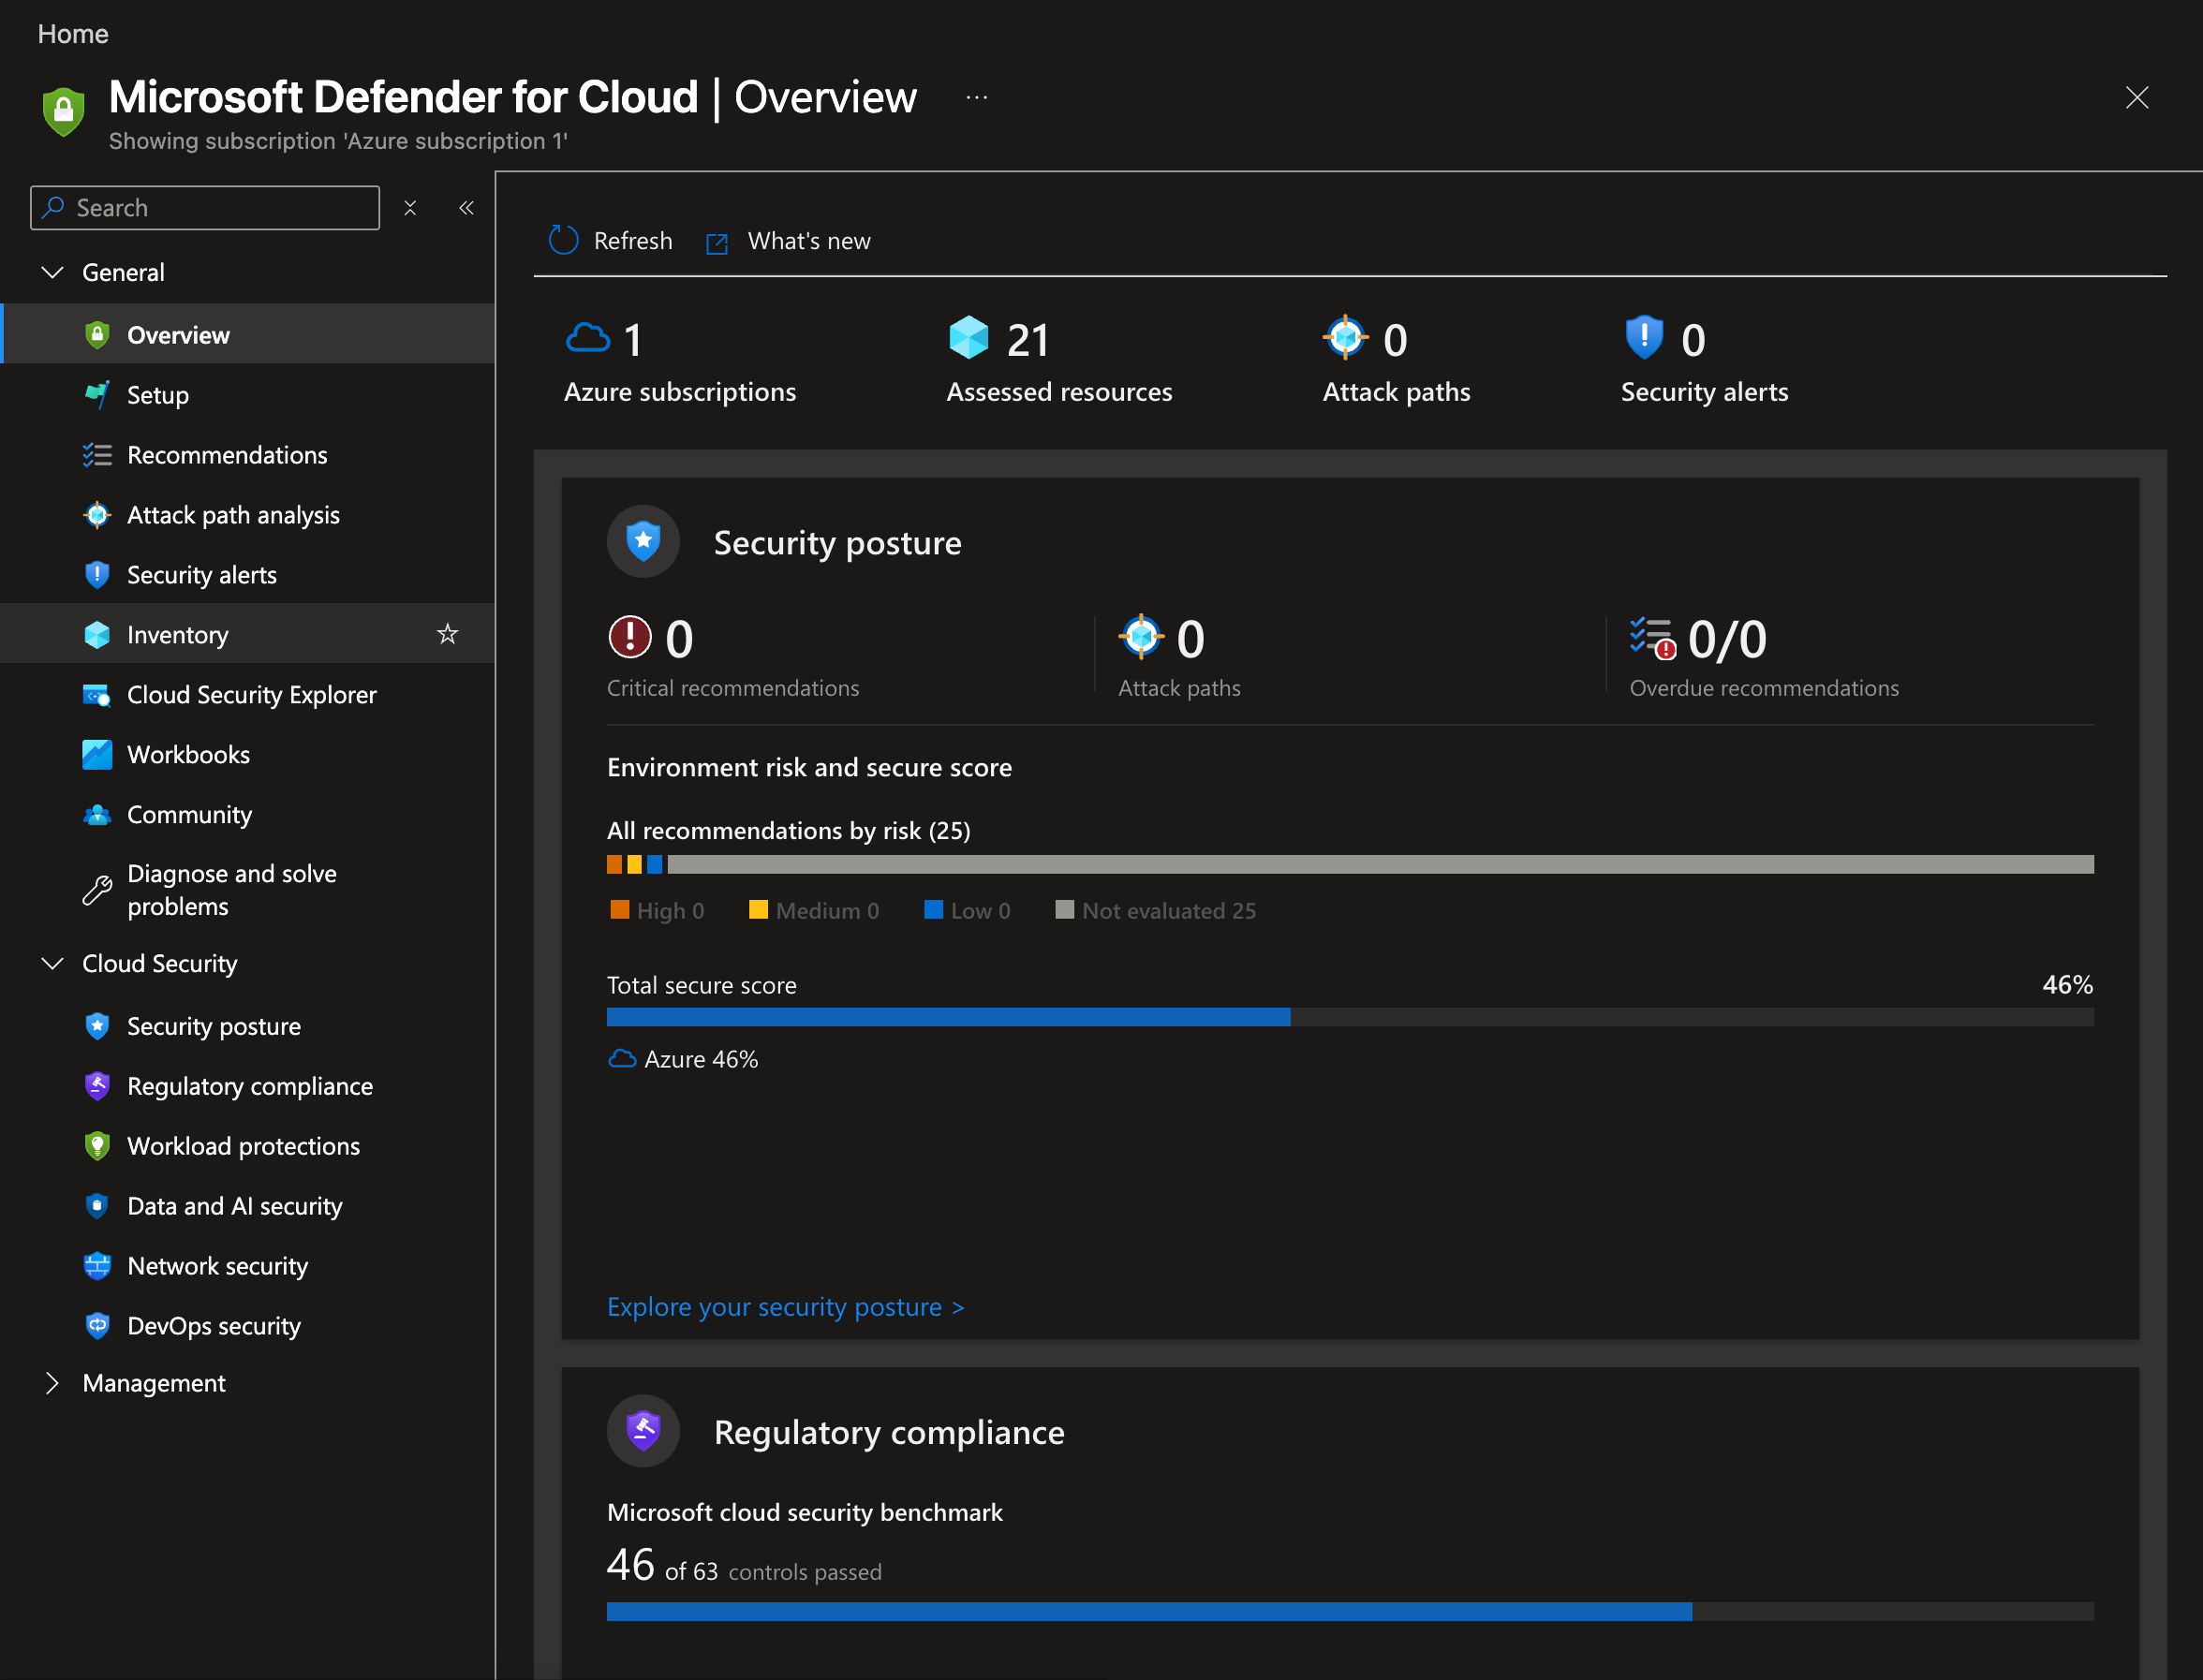 Home
Microsoft Defender for Cloud | Overview ...
Showing subscription 'Azure subscription 1'
Search
General
Overview
Setup
Recommendations
Attack path analysis
Security alerts
Inventory
Cloud Security Explorer
Workbooks
Community
Diagnose and solve
problems
Cloud Security
Security posture
Regulatory compliance
Workload protections
Data and AI security
Network security
DevOps security
Management
Refresh What's new
1 21 0 0
Azure subscriptions Assessed resources Attack paths Security alerts
Security posture
0 0 0/0
Critical recommendations Attack paths Overdue recommendations
Environment risk and secure score
All recommendations by risk (25)
High 0 Medium 0 Low 0 Not evaluated 25
Total secure score 46%
Azure 46%
Explore your security posture >
Regulatory compliance
Microsoft cloud security benchmark
46 of 63 controls passed